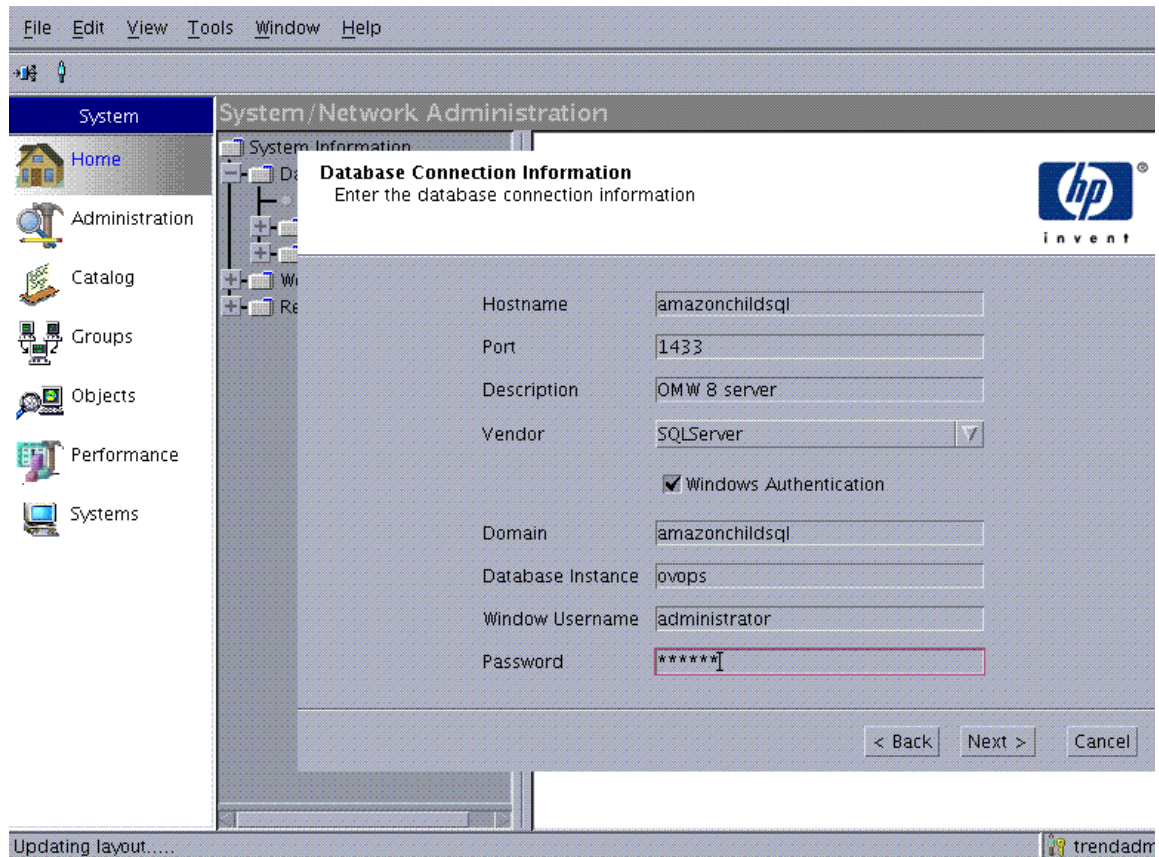 File Edit View Tools Window Help
System
System/Network Administration
Home
Administration
Catalog
Groups
Objects
Performance
Systems
System Information
Database Connection Information
Enter the database connection information
hp
®
invent
Hostname amazonchildsql
Port 1433
Description OMW 8 server
Vendor SQLServer
Windows Authentication
Domain amazonchildsql
Database Instance ovops
Window Username administrator
Password ******
< Back Next > Cancel
Updating layout..... trendadm